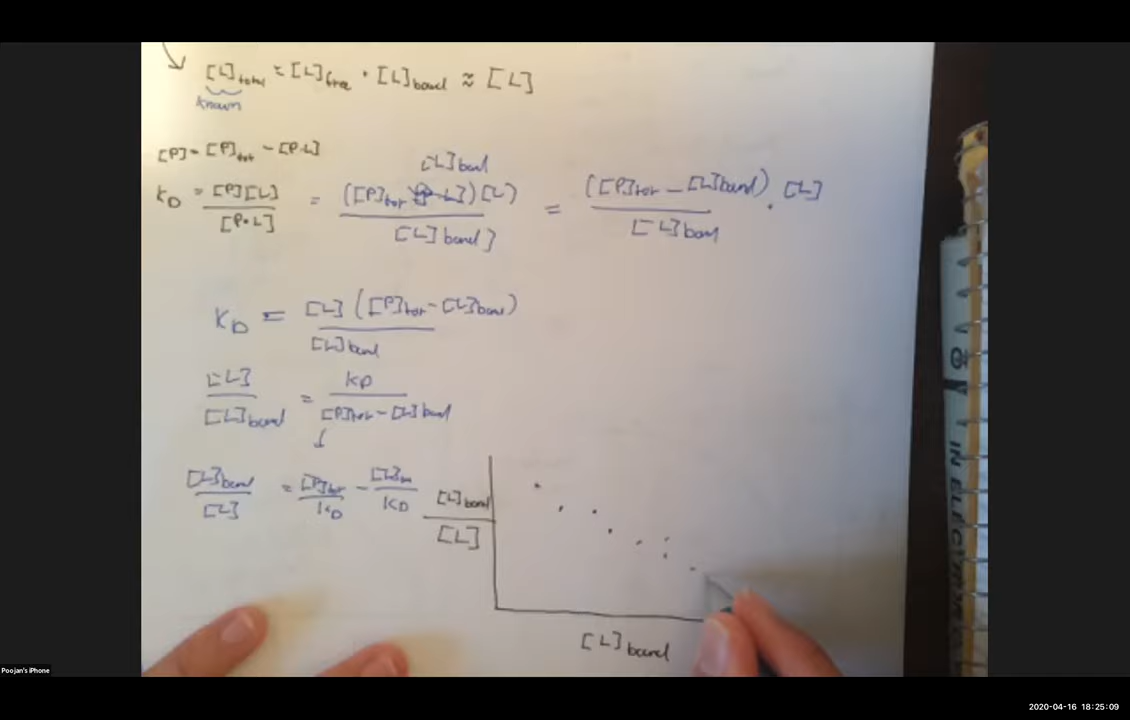 [L]total = [L]free + [L]bound ≈ [L]
known
[P] = [P]tot - [P·L]
[L]bound
KD = [P][L] / [P·L] = ([P]tot - [P·L])[L] / [L]bound = ([P]tot - [L]bound) · [L] / [L]bound
KD = [L]([P]tot - [L]bound) / [L]bound
[L] / [L]bound = KD / [P]tot - [L]bound
[L]bound / [L] = [P]tot / KD - [L]bound / KD
[L]bound / [L]
[L]bound
Poojan's iPhone
2020-04-16 18:25:09